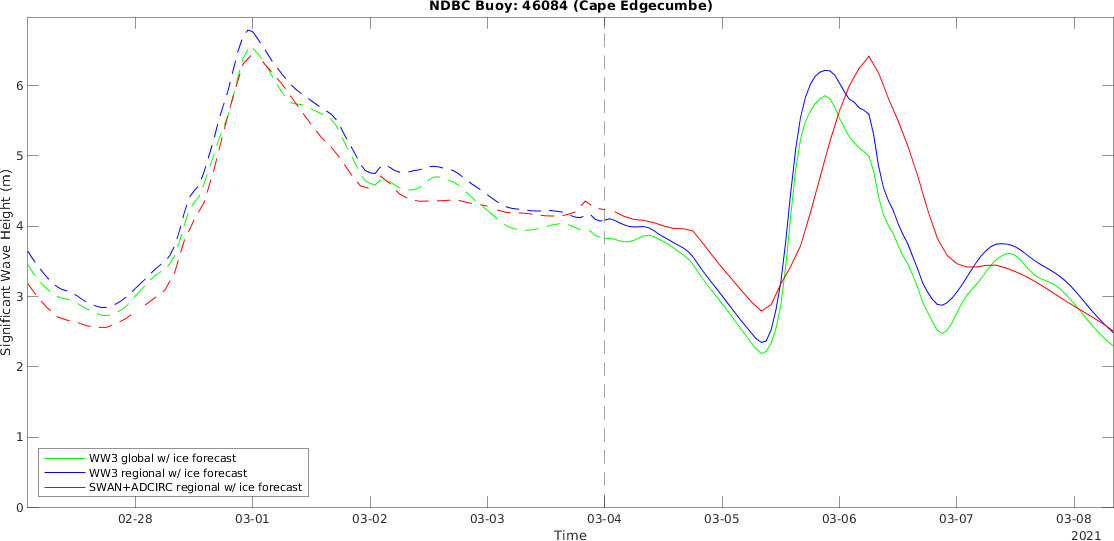 NDBC Buoy: 46084 (Cape Edgecumbe)
Significant Wave Height (m)
6
5
4
3
2
1
0
WW3 global w/ ice forecast
WW3 regional w/ ice forecast
SWAN+ADCIRC regional w/ ice forecast
02-28 03-01 03-02 03-03 03-04 03-05 03-06 03-07 03-08
Time
2021